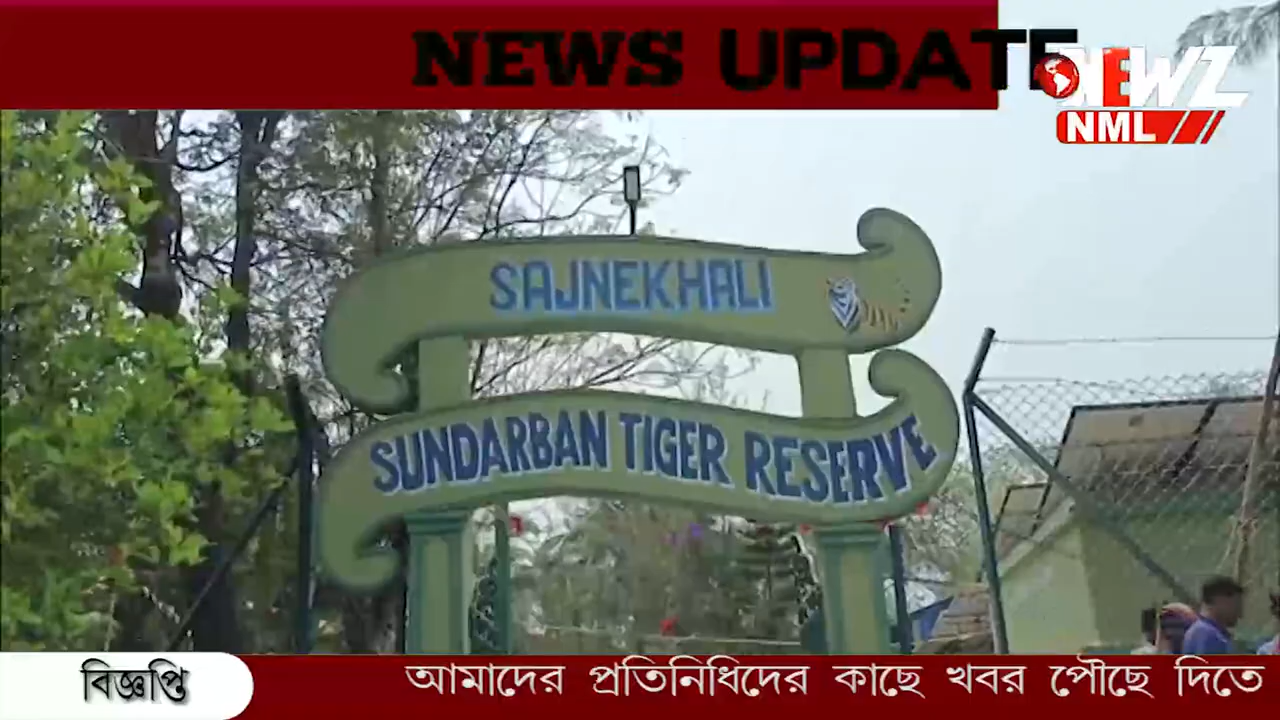 NEWS UPDATE
NEWZ
NML
SAJNEKHALI
SUNDARBAN TIGER RESERVE
বিজ্ঞপ্তি
আমাদের প্রতিনিধিদের কাছে খবর পৌছে দিতে